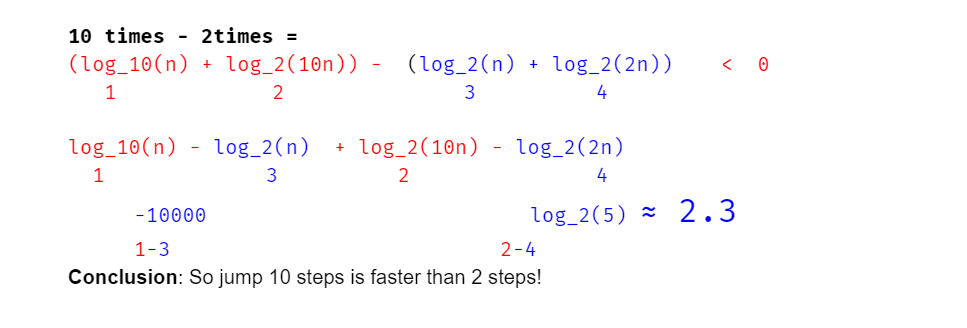 10 times - 2times =
(log_10(n) + log_2(10n)) - (log_2(n) + log_2(2n)) < 0
1 2 3 4
log_10(n) - log_2(n) + log_2(10n) - log_2(2n)
1 3 2 4
-10000 log_2(5) ≈ 2.3
1-3 2-4
Conclusion: So jump 10 steps is faster than 2 steps!